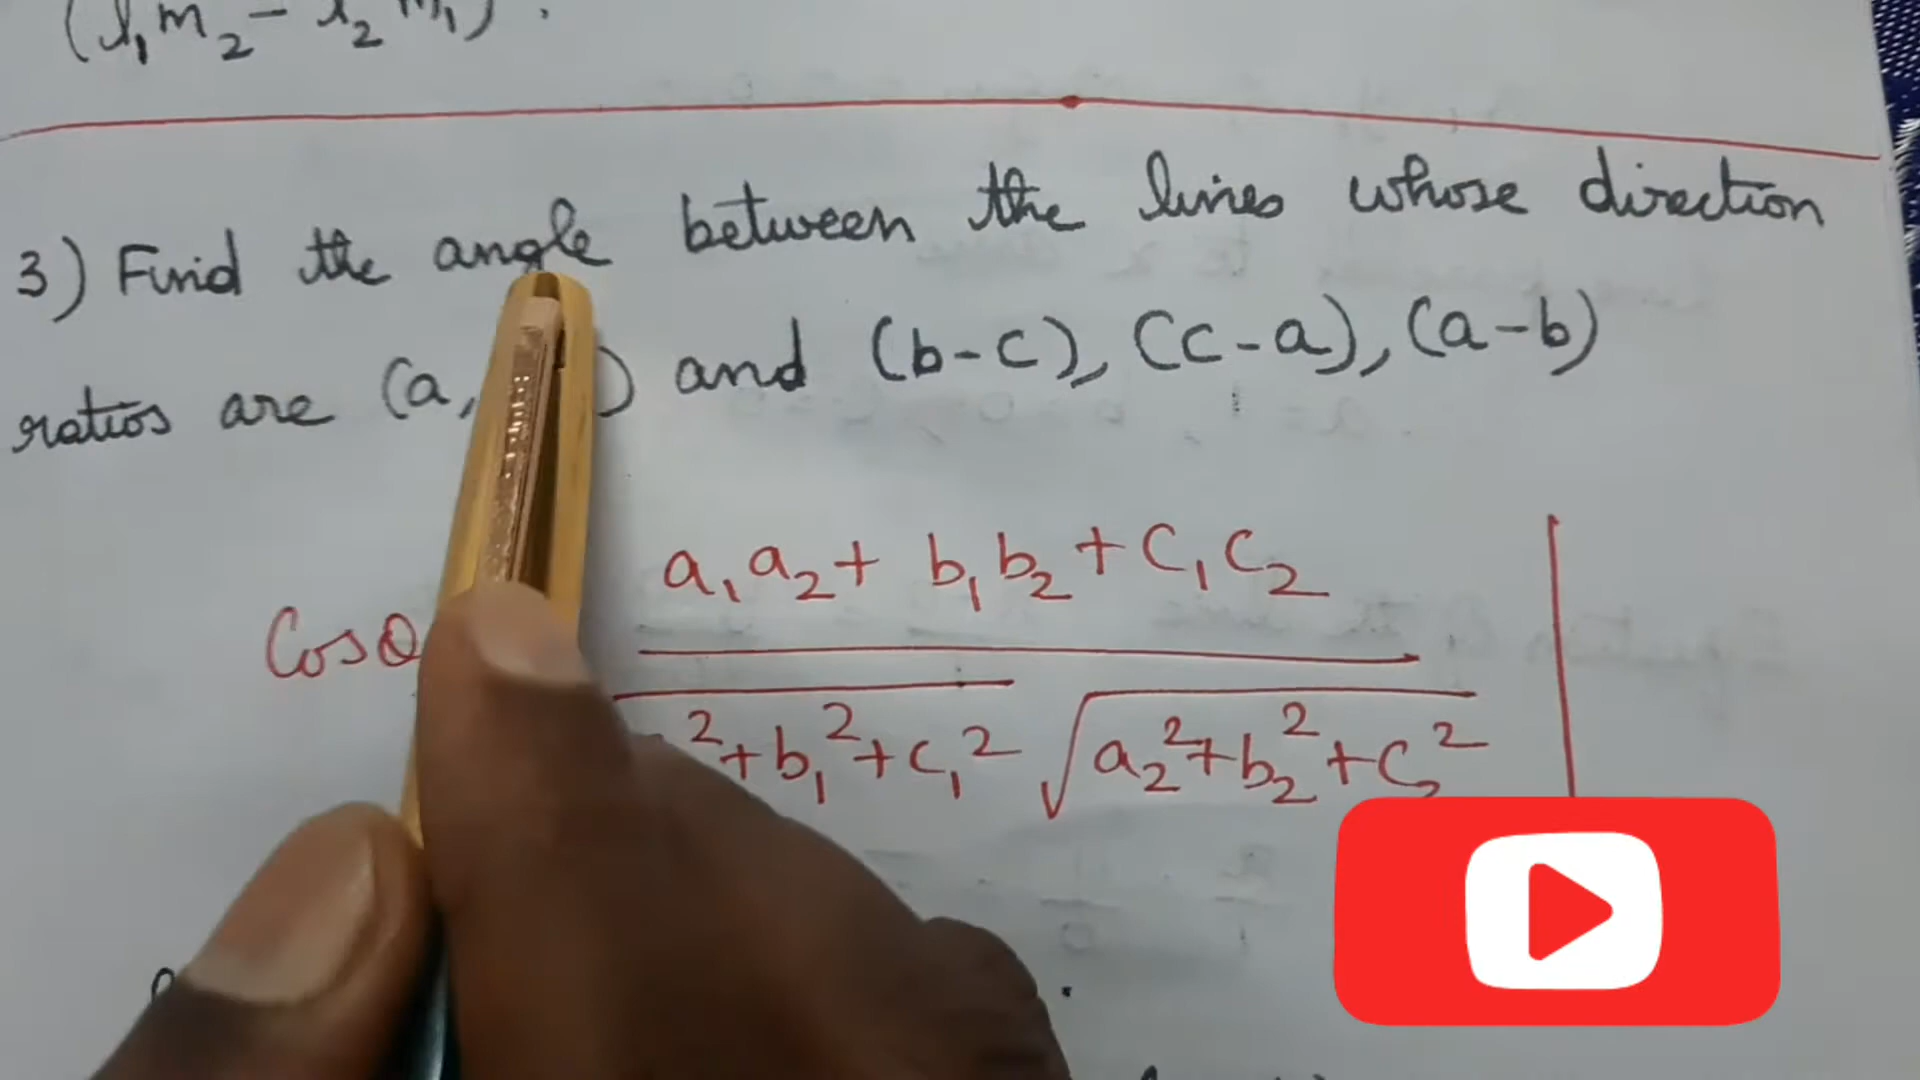 (l₁m₂ - l₂m₁).
3) Find the angle between the lines whose direction
ratios are (a, ) and (b-c), (c-a), (a-b)
a₁a₂ + b₁b₂ + c₁c₂
Cosθ
² + b₁² + c₁² √a₂² + b₂² + c₂²